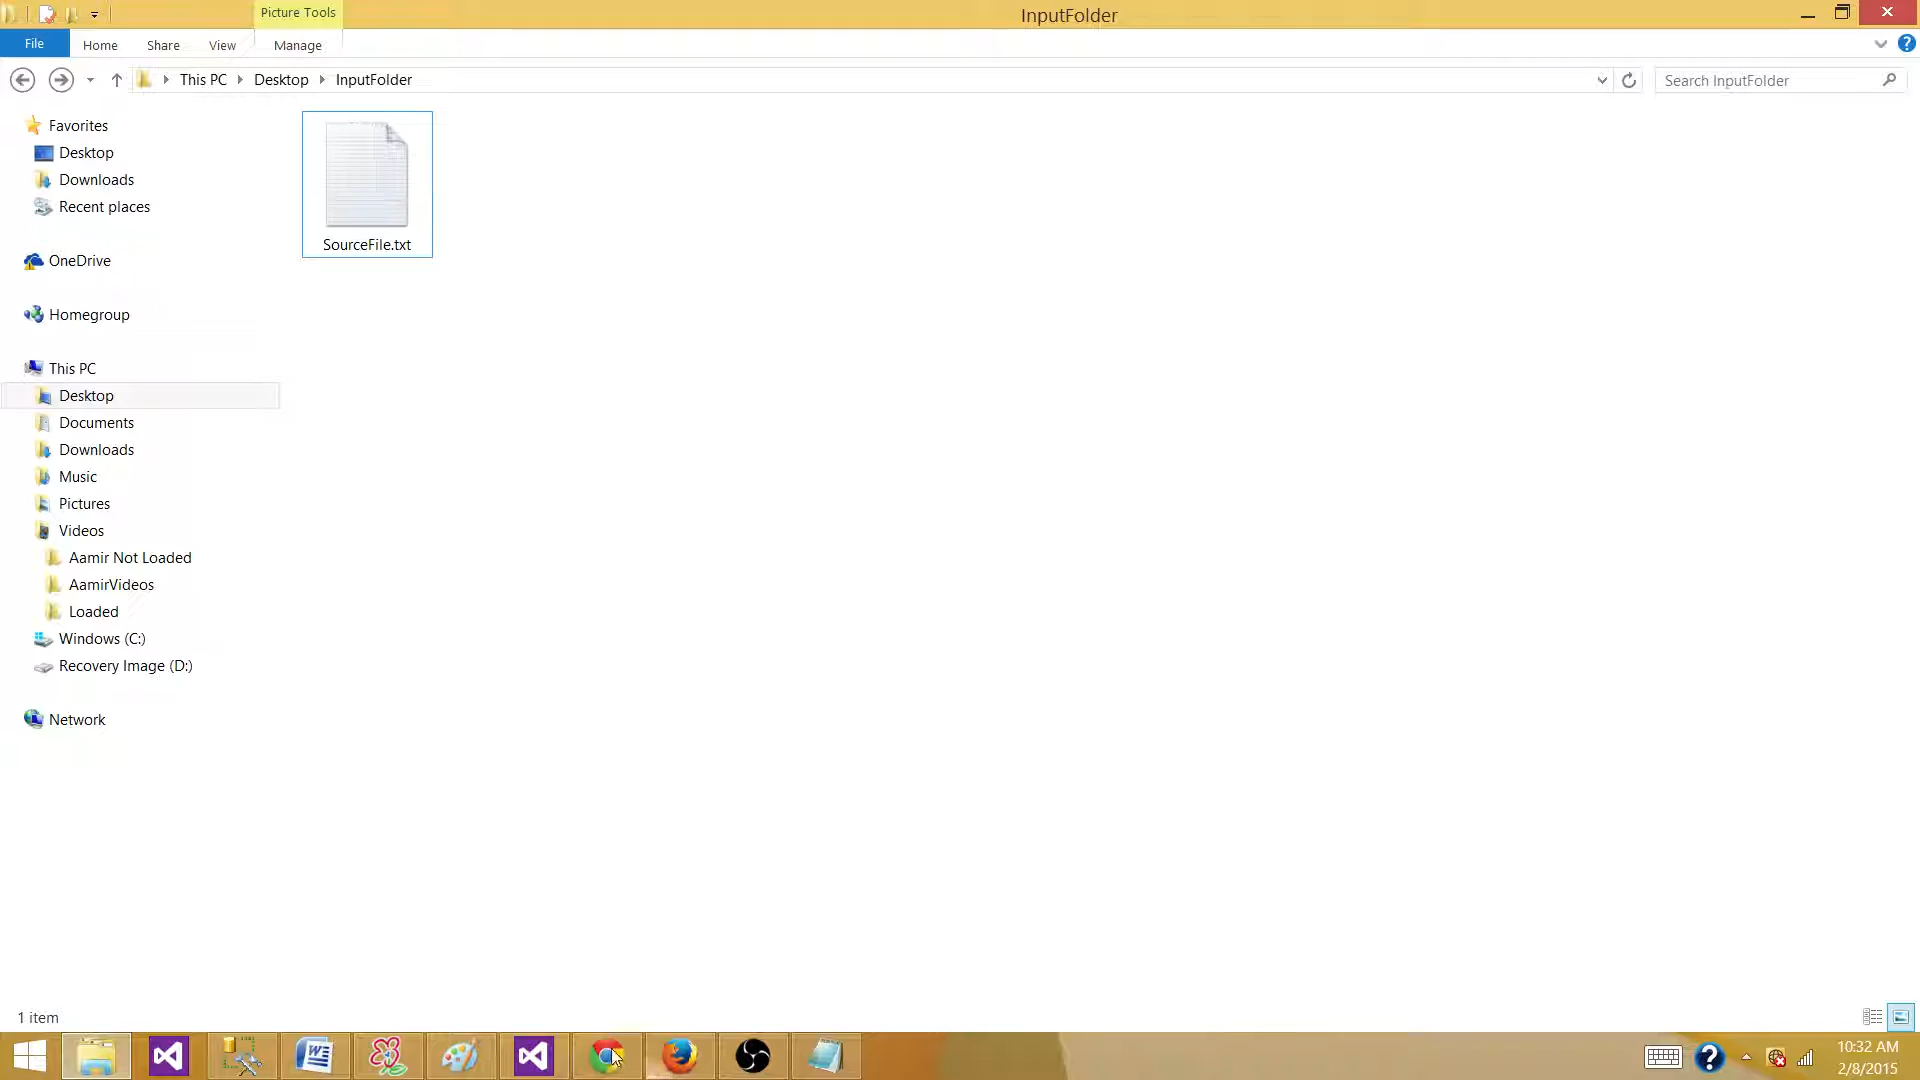 Picture Tools
InputFolder
File
Home
Share
View
Manage
This PC
Desktop
InputFolder
Search InputFolder
Favorites
Desktop
Downloads
Recent places
OneDrive
Homegroup
This PC
Desktop
Documents
Downloads
Music
Pictures
Videos
Aamir Not Loaded
AamirVideos
Loaded
Windows (C:)
Recovery Image (D:)
Network
SourceFile.txt
1 item
10:32 AM
2/8/2015